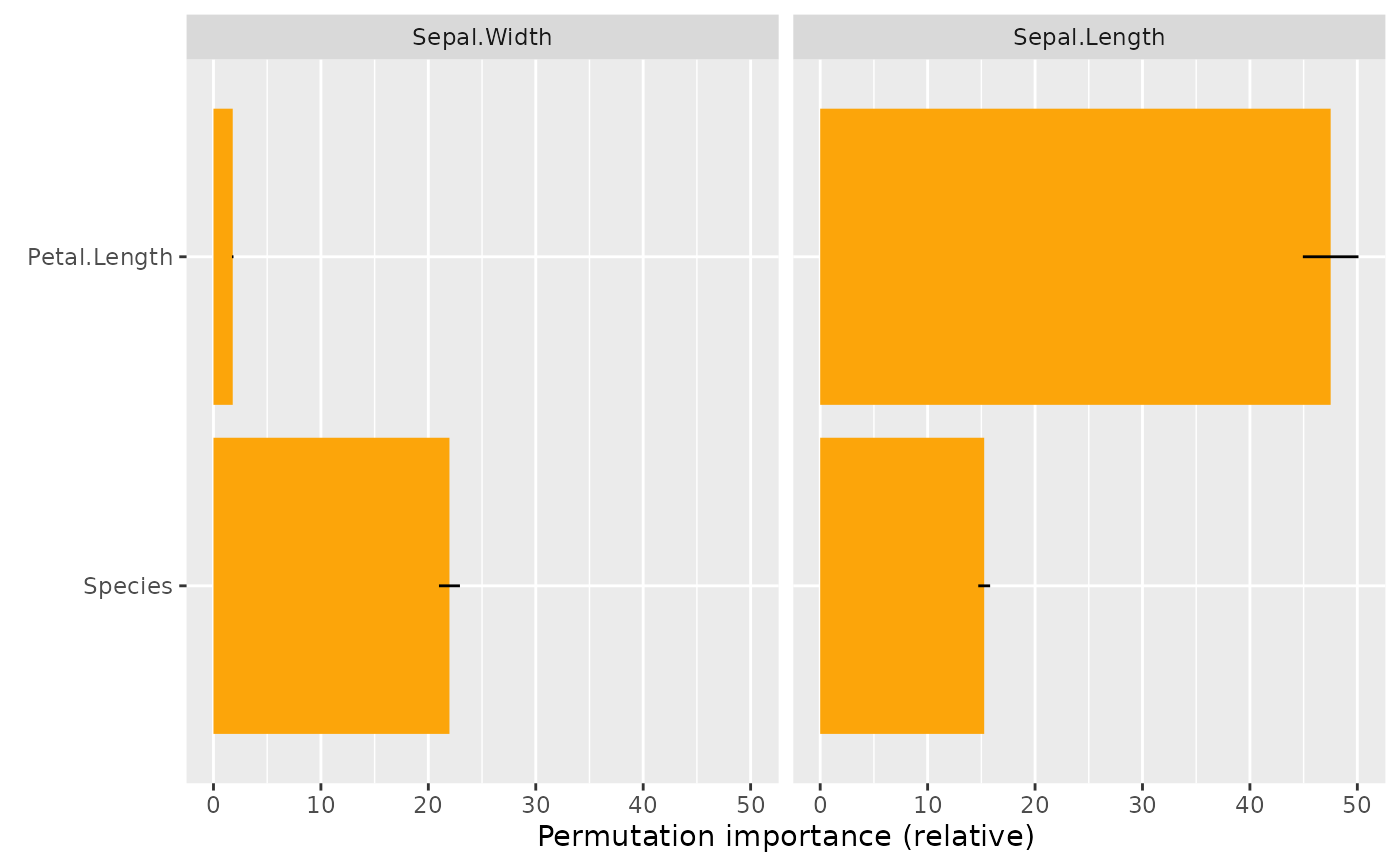 Sepal.Width Sepal.Length
Petal.Length
Species
0 10 20 30 40 50 0 10 20 30 40 50
Permutation importance (relative)